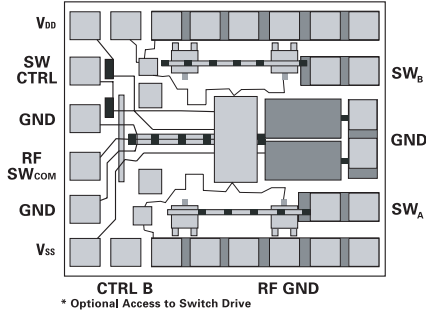 VDD
SW
CTRL
SWB
GND
GND
RF
SWCOM
GND
SWA
VSS
CTRL B
RF GND
* Optional Access to Switch Drive